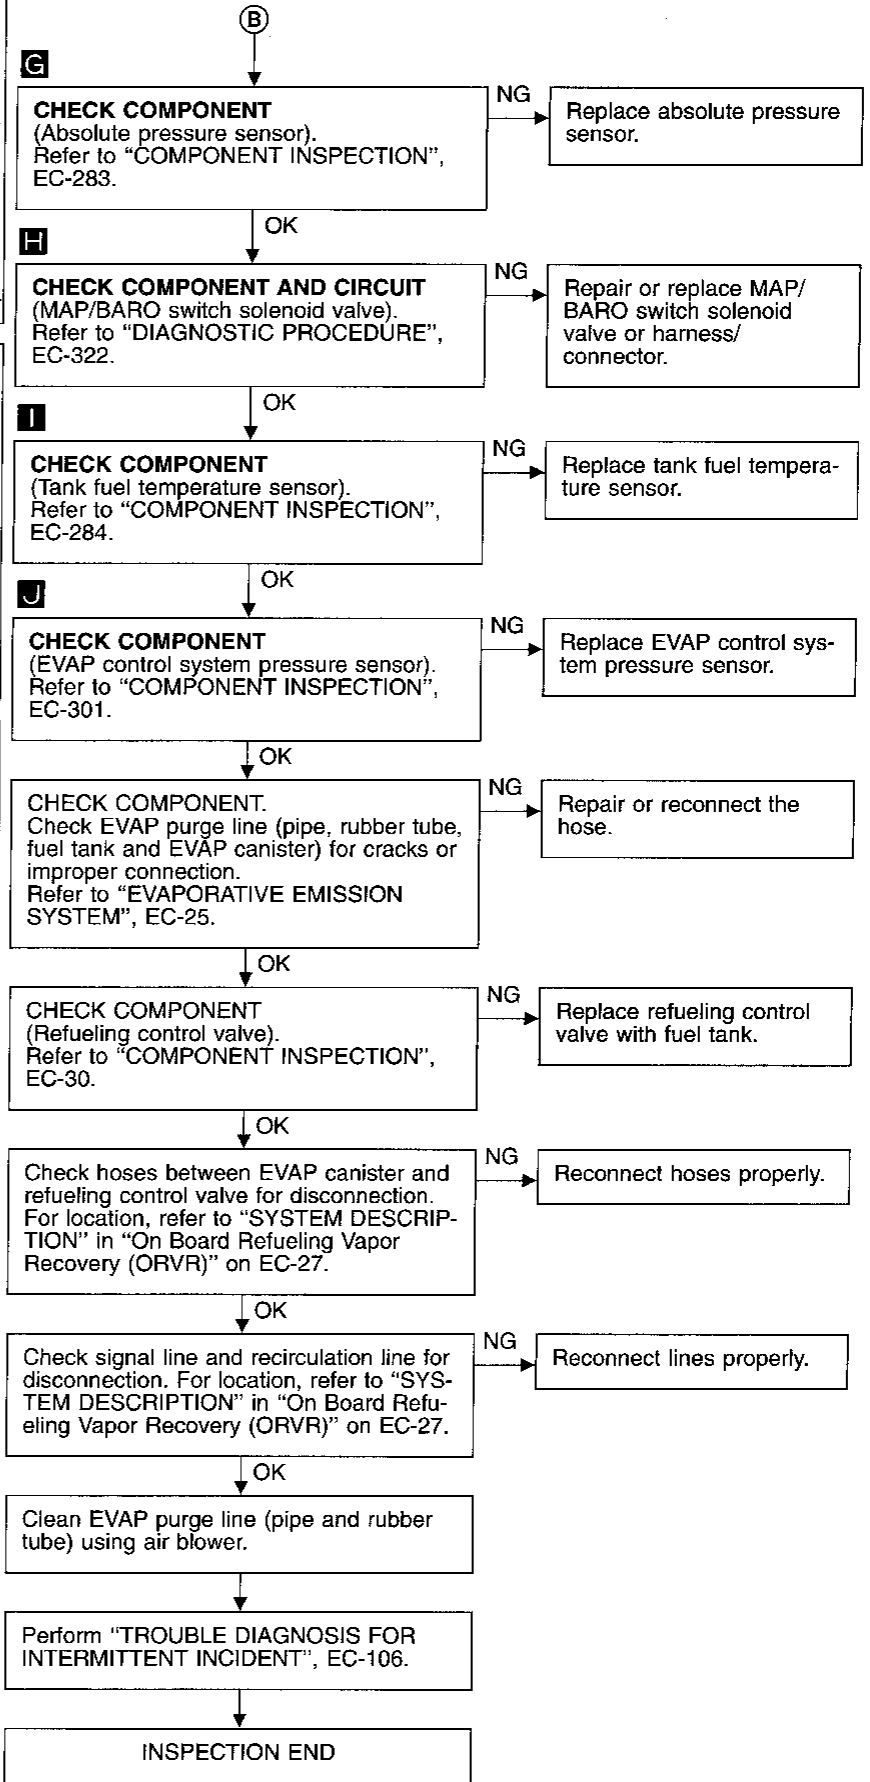 B
G
CHECK COMPONENT
(Absolute pressure sensor).
Refer to “COMPONENT INSPECTION”,
EC-283.
NG
Replace absolute pressure
sensor.
OK
H
CHECK COMPONENT AND CIRCUIT
(MAP/BARO switch solenoid valve).
Refer to “DIAGNOSTIC PROCEDURE”,
EC-322.
NG
Repair or replace MAP/
BARO switch solenoid
valve or harness/
connector.
OK
I
CHECK COMPONENT
(Tank fuel temperature sensor).
Refer to “COMPONENT INSPECTION”,
EC-284.
NG
Replace tank fuel tempera-
ture sensor.
OK
J
CHECK COMPONENT
(EVAP control system pressure sensor).
Refer to “COMPONENT INSPECTION”,
EC-301.
NG
Replace EVAP control sys-
tem pressure sensor.
OK
CHECK COMPONENT.
Check EVAP purge line (pipe, rubber tube,
fuel tank and EVAP canister) for cracks or
improper connection.
Refer to “EVAPORATIVE EMISSION
SYSTEM”, EC-25.
NG
Repair or reconnect the
hose.
OK
CHECK COMPONENT
(Refueling control valve).
Refer to “COMPONENT INSPECTION”,
EC-30.
NG
Replace refueling control
valve with fuel tank.
OK
Check hoses between EVAP canister and
refueling control valve for disconnection.
For location, refer to “SYSTEM DESCRIP-
TION” in “On Board Refueling Vapor
Recovery (ORVR)” on EC-27.
NG
Reconnect hoses properly.
OK
Check signal line and recirculation line for
disconnection. For location, refer to “SYS-
TEM DESCRIPTION” in “On Board Refu-
eling Vapor Recovery (ORVR)” on EC-27.
NG
Reconnect lines properly.
OK
Clean EVAP purge line (pipe and rubber
tube) using air blower.
Perform “TROUBLE DIAGNOSIS FOR
INTERMITTENT INCIDENT”, EC-106.
INSPECTION END